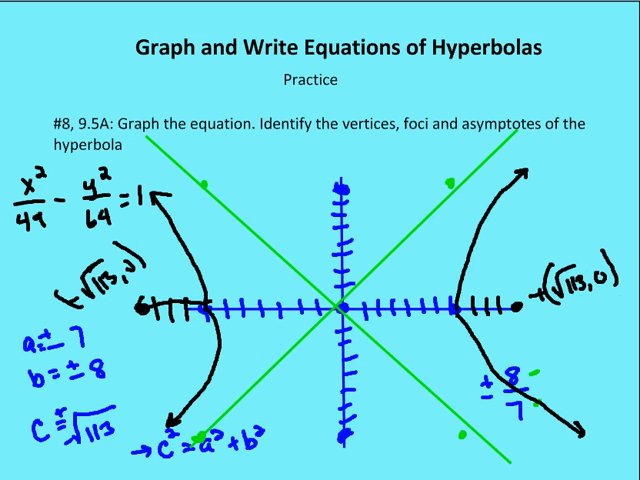 Graph and Write Equations of Hyperbolas
Practice
#8, 9.5A: Graph the equation. Identify the vertices, foci and asymptotes of the
hyperbola
x²/49 - y²/64 = 1
(-√113, 0)
(√113, 0)
a = ± 7
b = ± 8
± 8/7
c = ± √113
→ c² = a² + b²